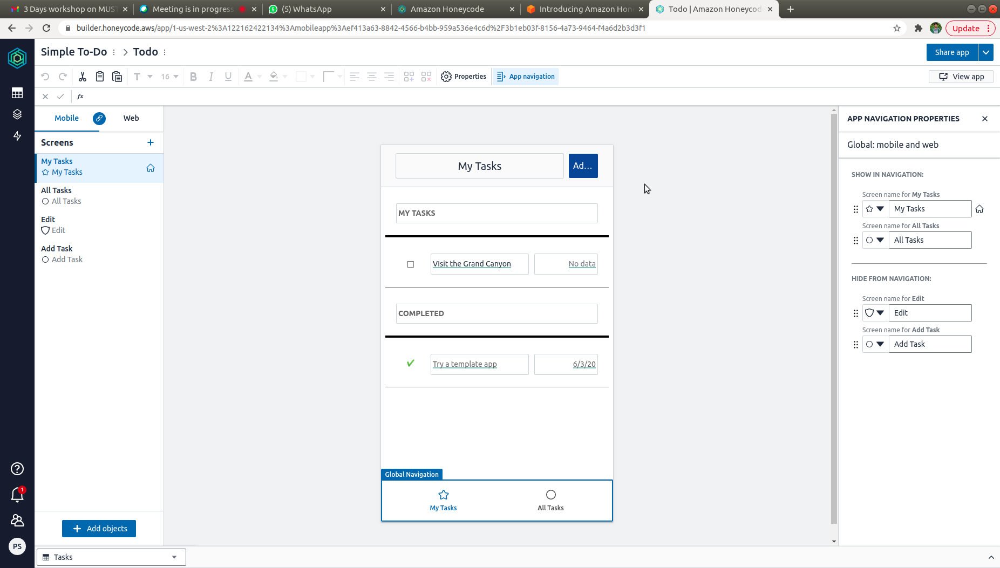 3 Days workshop on MUST
Meeting is in progress
(5) WhatsApp
Amazon Honeycode
Introducing Amazon Hon
Todo | Amazon Honeycod
builder.honeycode.aws/app/1-us-west-2%3A122162422134%3Amobileapp%3Aef413a63-8842-4566-b4bb-959a536e4c6d%2F3b1eb03f-8156-4a73-9464-f4a6d2b3d3f1
Update
Simple To-Do
Todo
Share app
T
16
B
I
U
A
Properties
App navigation
View app
fx
Mobile
Web
Screens
My Tasks
My Tasks
All Tasks
All Tasks
Edit
Edit
Add Task
Add Task
Add objects
1
PS
Tasks
My Tasks
Ad...
MY TASKS
VIsit the Grand Canyon
No data
COMPLETED
Try a template app
6/3/20
Global Navigation
My Tasks
All Tasks
APP NAVIGATION PROPERTIES
Global: mobile and web
SHOW IN NAVIGATION:
Screen name for My Tasks
My Tasks
Screen name for All Tasks
All Tasks
HIDE FROM NAVIGATION:
Screen name for Edit
Edit
Screen name for Add Task
Add Task